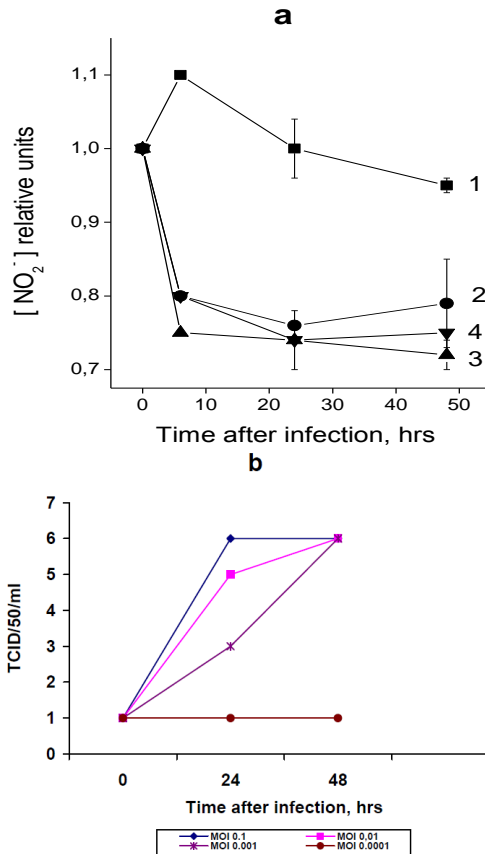 a
[ NO₂⁻ ] relative units
1,1
1,0
0,9
0,8
0,7
1
2
4
3
0 10 20 30 40 50
Time after infection, hrs
b
TCID/50/ml
7
6
5
4
3
2
1
0
0 24 48
Time after infection, hrs
MOI 0.1 MOI 0,01
MOI 0.001 MOI 0.0001